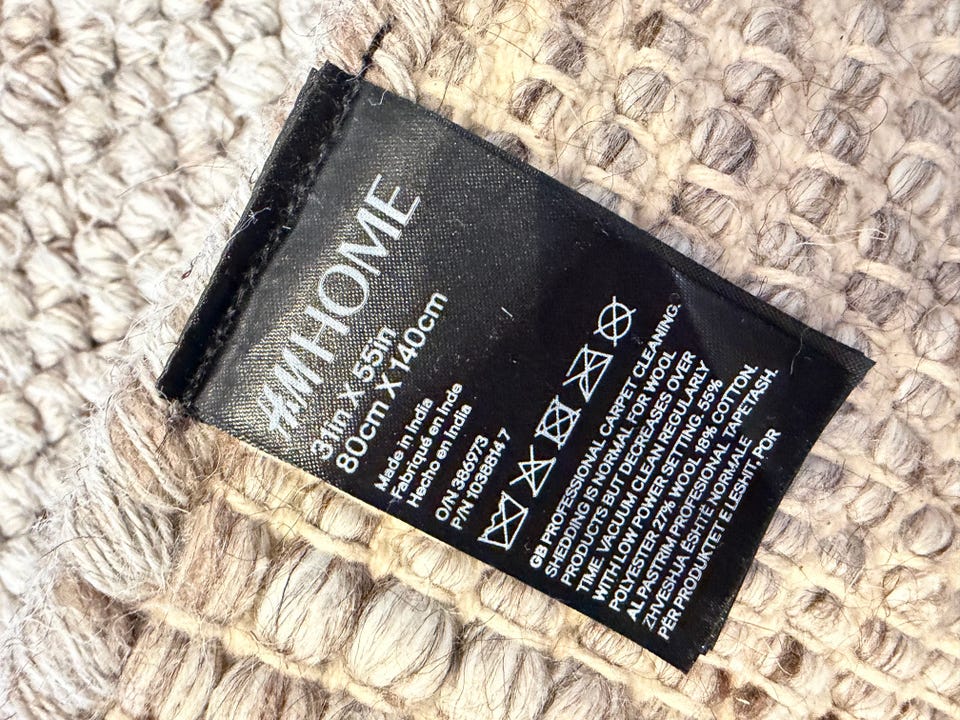 H&M HOME
31in X 55in
80cm X 140cm
Made in India
Fabriqué en Inde
Hecho en India
O/N 386973
P/N 1038814 7
GB PROFESSIONAL CARPET CLEANING.
SHEDDING IS NORMAL FOR WOOL
PRODUCTS BUT DECREASES OVER
TIME. VACUUM CLEAN REGULARLY
WITH LOW POWER SETTING. 55%
POLYESTER 27% WOOL 18% COTTON.
AL PASTRIM PROFESIONAL TAPETASH.
ZHVESHJA ËSHTË NORMALE
PËR PRODUKTET E LESHIT, POR